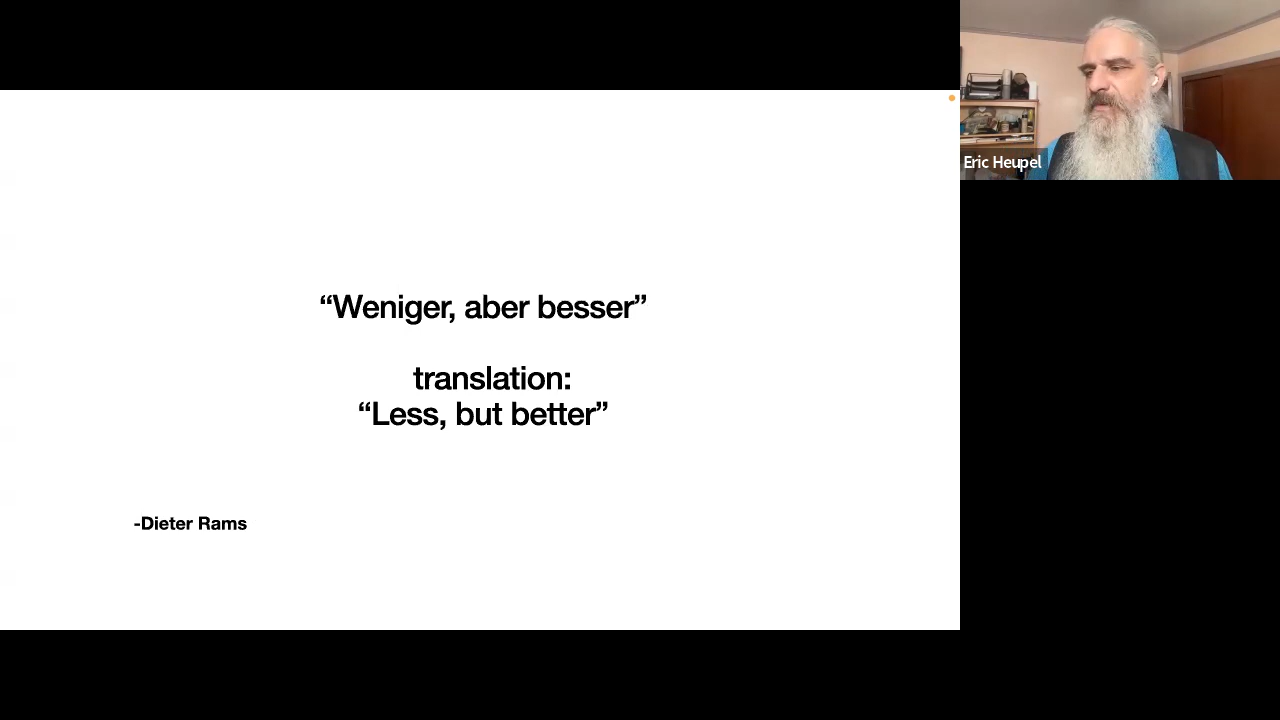 “Weniger, aber besser”
translation:
“Less, but better”
-Dieter Rams
Eric Heupel